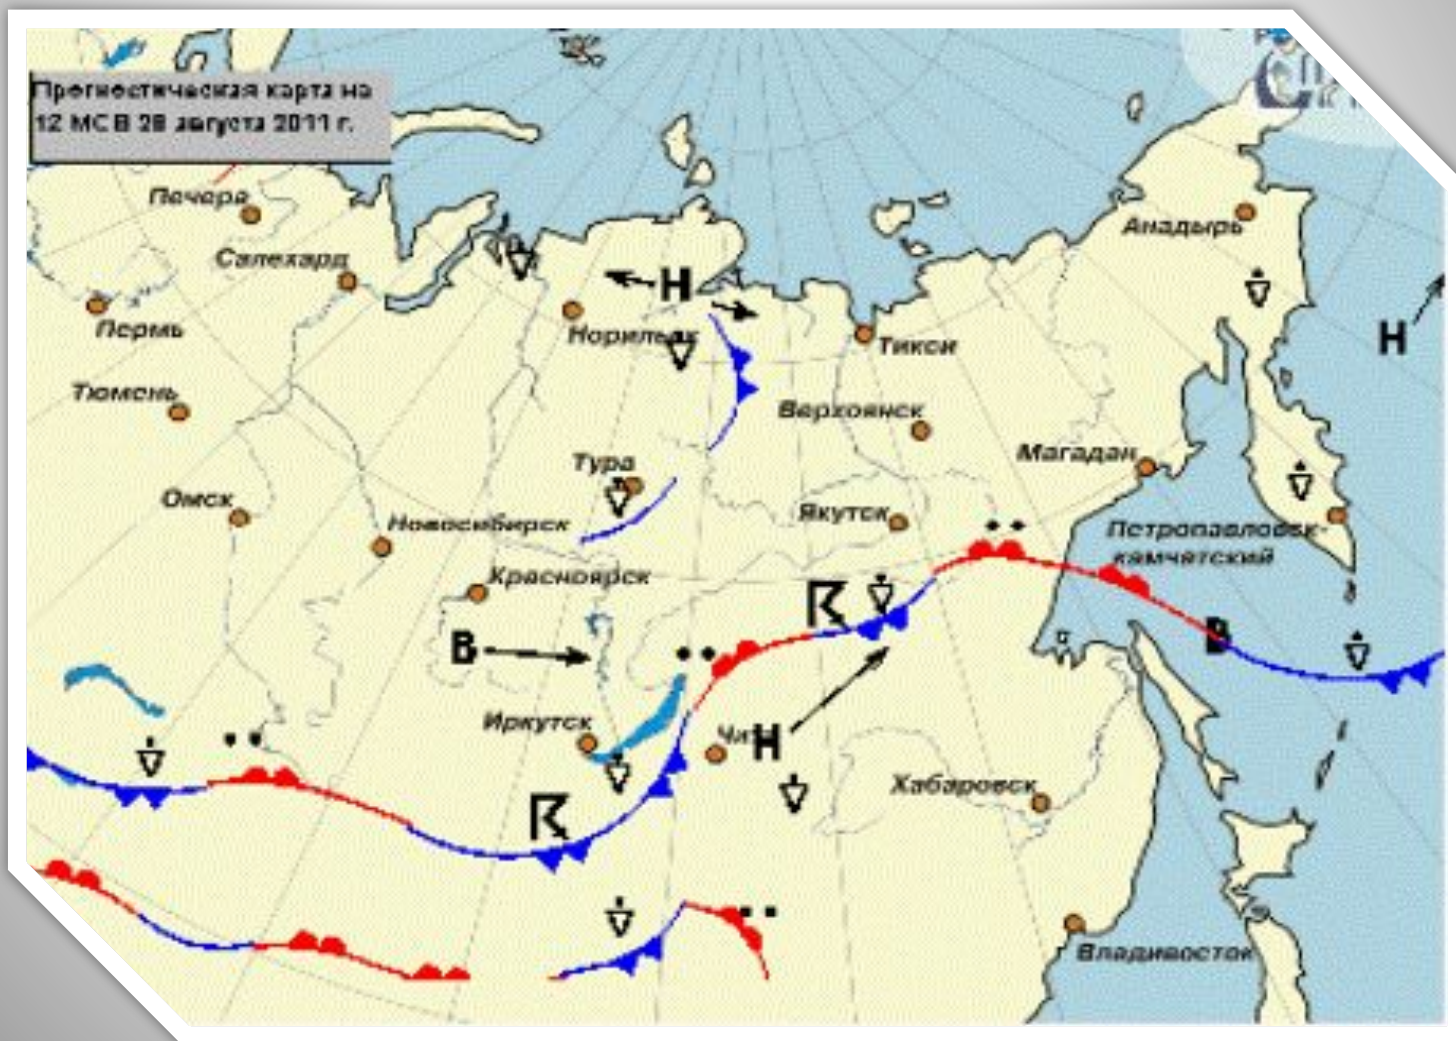 Прогностическая карта на
12 МСВ 28 августа 2011 г.
Печора
Анадырь
Салехард
Н
Пермь
Норильск
Тикси
Н
Тюмень
Верхоянск
Тура
Магадан
Омск
Новосибирск
Якутск
Пстропавловск-
камчатский
Красноярск
В
В
Иркутск
Н
Хабаровск
Владивосток